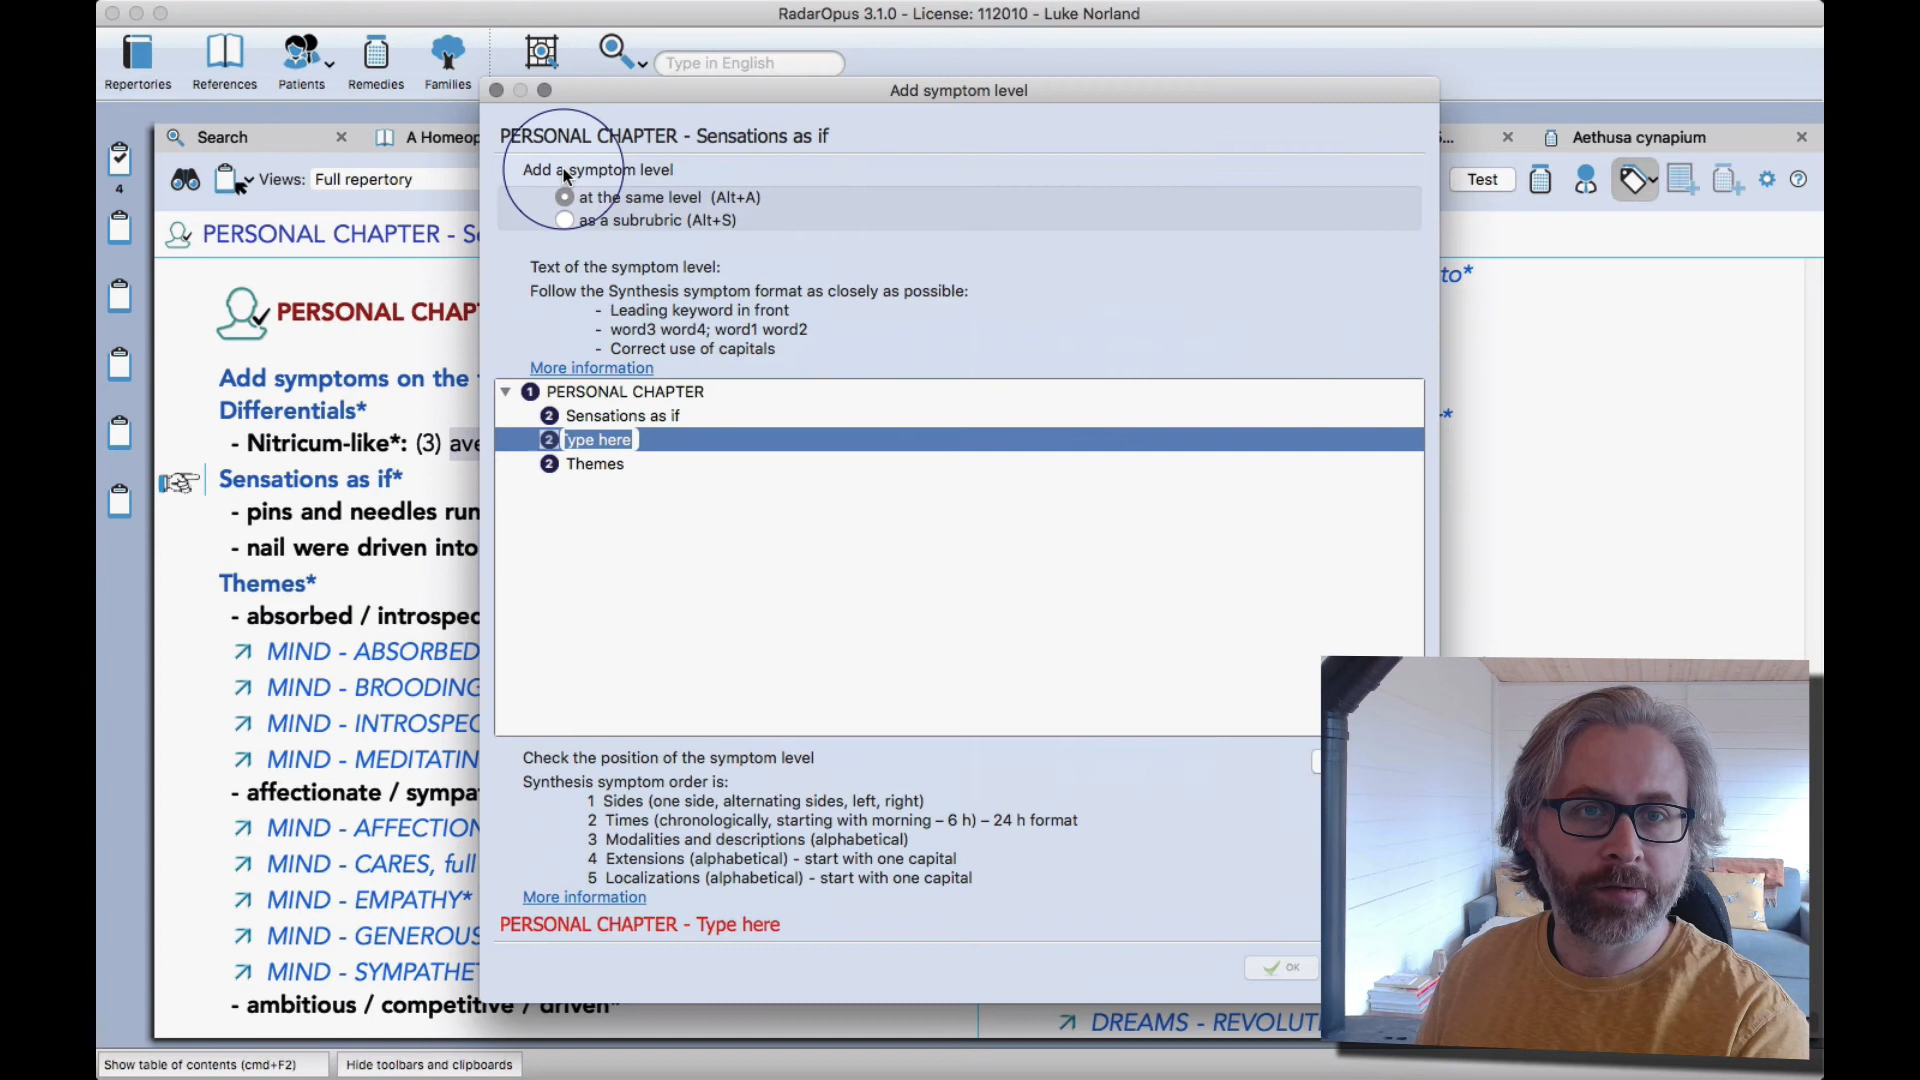 RadarOpus 3.1.0 - License: 112010 - Luke Norland
Repertories
References
Patients
Remedies
Families
Type in English
Add symptom level
Search
A Homeop
Aethusa cynapium
4
Views:
Full repertory
Test
PERSONAL CHAPTER - Sensations as if
Add a symptom level
at the same level (Alt+A)
as a subrubric (Alt+S)
Text of the symptom level:
Follow the Synthesis symptom format as closely as possible:
- Leading keyword in front
- word3 word4; word1 word2
- Correct use of capitals
More information
1 PERSONAL CHAPTER
2 Sensations as if
2 Type here
2 Themes
Check the position of the symptom level
Synthesis symptom order is:
1 Sides (one side, alternating sides, left, right)
2 Times (chronologically, starting with morning – 6 h) – 24 h format
3 Modalities and descriptions (alphabetical)
4 Extensions (alphabetical) - start with one capital
5 Localizations (alphabetical) - start with one capital
More information
PERSONAL CHAPTER - Type here
OK
PERSONAL CHAPTER - Se
PERSONAL CHAP
Add symptoms on the
Differentials*
- Nitricum-like*: (3) ave
Sensations as if*
- pins and needles run
- nail were driven into
Themes*
- absorbed / introspec
MIND - ABSORBED
MIND - BROODING
MIND - INTROSPEC
MIND - MEDITATIN
- affectionate / sympa
MIND - AFFECTION
MIND - CARES, full
MIND - EMPATHY*
MIND - GENEROUS
MIND - SYMPATHET
- ambitious / competitive / driven*
to*
DREAMS - REVOLUTI
Show table of contents (cmd+F2)
Hide toolbars and clipboards